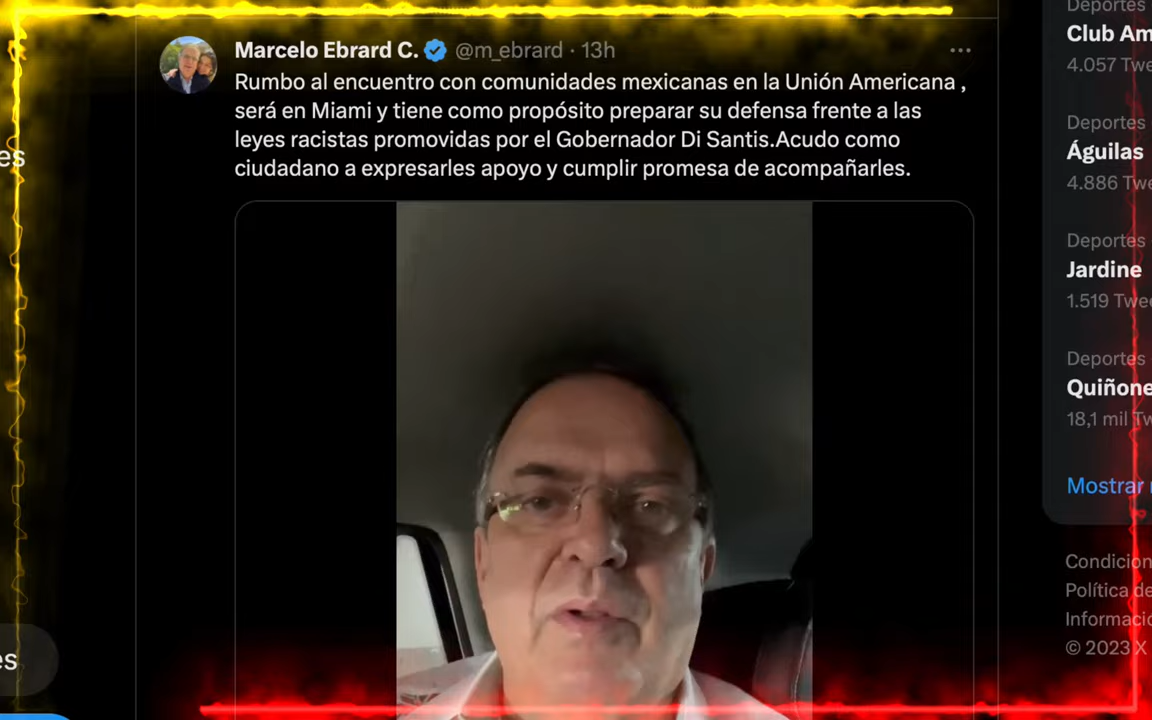 Marcelo Ebrard C. @m_ebrard · 13h
Rumbo al encuentro con comunidades mexicanas en la Unión Americana ,
será en Miami y tiene como propósito preparar su defensa frente a las
leyes racistas promovidas por el Gobernador Di Santis.Acudo como
ciudadano a expresarles apoyo y cumplir promesa de acompañarles.
es
es
Deportes
Club Am
4.057 Twe
Deportes
Águilas
4.886 Twe
Deportes
Jardine
1.519 Twee
Deportes
Quiñone
18,1 mil Tw
Mostrar
Condicion
Política de
Informació
© 2023 X